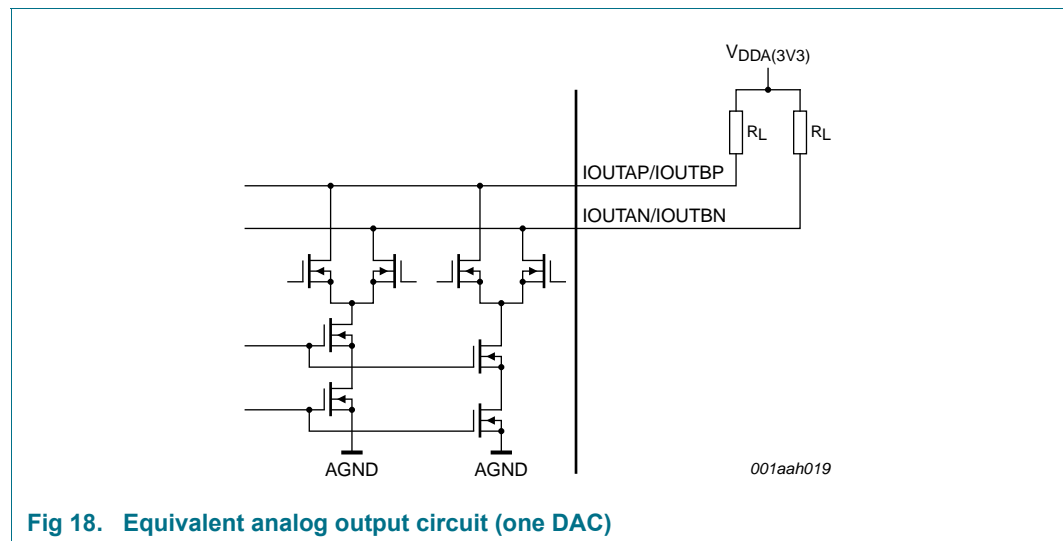 VDDA(3V3)
RL RL
IOUTAP/IOUTBP
IOUTAN/IOUTBN
AGND AGND
001aah019
Fig 18. Equivalent analog output circuit (one DAC)